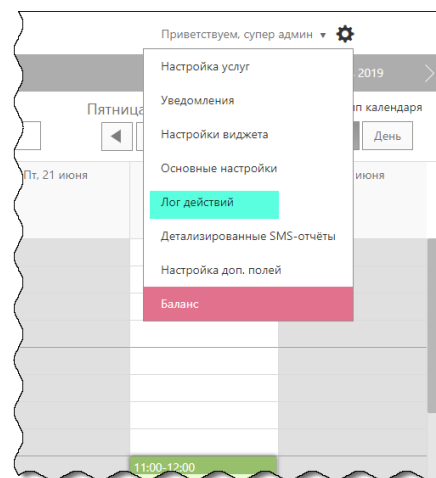 Приветствуем, супер админ
Настройка услуг
2019
Уведомления
Пятница
ип календаря
Настройки виджета
День
Основные настройки
Пт, 21 июня
июня
Лог действий
Детализированные SMS-отчёты
Настройка доп. полей
Баланс
11:00-12:00